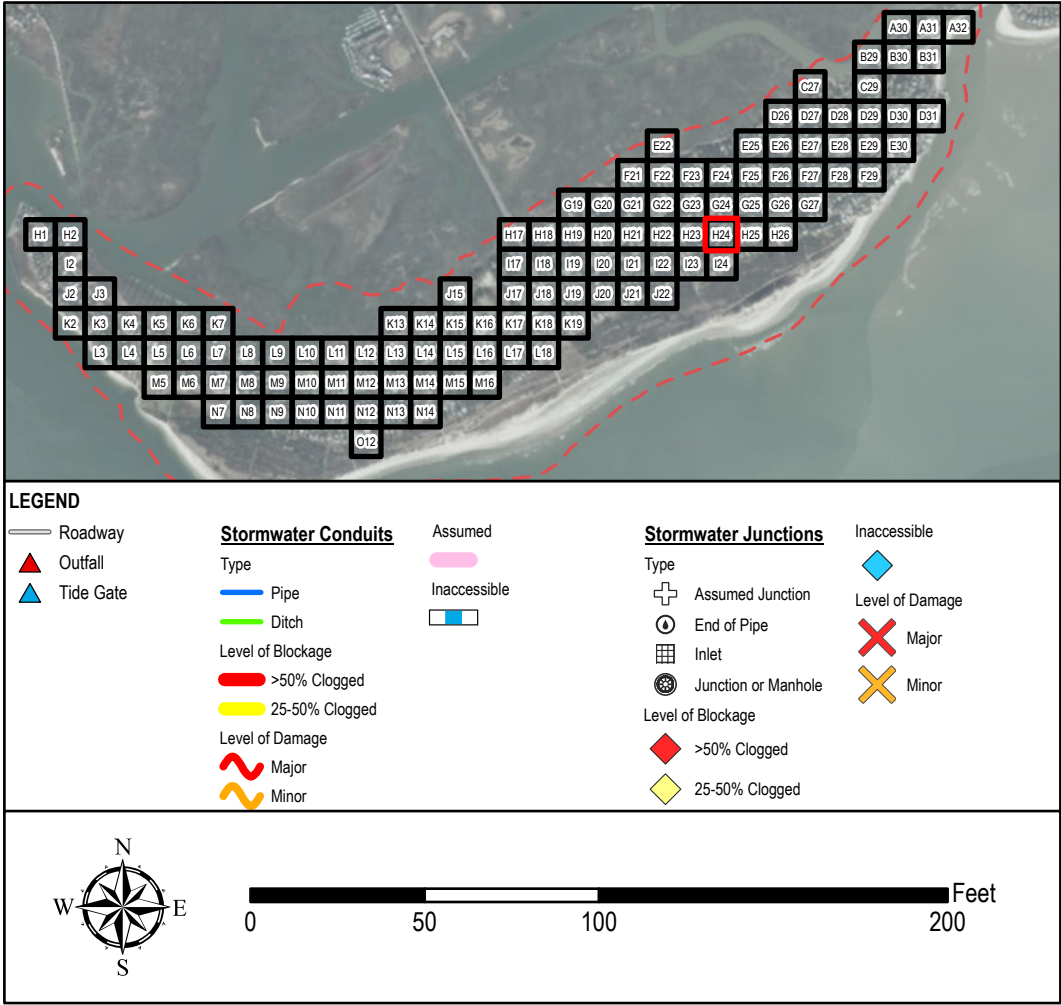 A30 A31 A32
B29 B30 B31
C27 C29
D26 D27 D28 D29 D30 D31
E22 E25 E26 E27 E28 E29 E30
F21 F22 F23 F24 F25 F26 F27 F28 F29
G19 G20 G21 G22 G23 G24 G25 G26 G27
H1 H2 H17 H18 H19 H20 H21 H22 H23 H24 H25 H26
I2 I17 I18 I19 I20 I21 I22 I23 I24
J2 J3 J15 J17 J18 J19 J20 J21 J22
K2 K3 K4 K5 K6 K7 K13 K14 K15 K16 K17 K18 K19
L3 L4 L5 L6 L7 L8 L9 L10 L11 L12 L13 L14 L15 L16 L17 L18
M5 M6 M7 M8 M9 M10 M11 M12 M13 M14 M15 M16
N7 N8 N9 N10 N11 N12 N13 N14
O12
LEGEND
Roadway
Outfall
Tide Gate
Stormwater Conduits
Type
Pipe
Ditch
Level of Blockage
>50% Clogged
25-50% Clogged
Level of Damage
Major
Minor
Assumed
Inaccessible
Stormwater Junctions
Type
Assumed Junction
End of Pipe
Inlet
Junction or Manhole
Level of Blockage
>50% Clogged
25-50% Clogged
Inaccessible
Level of Damage
Major
Minor
N
W E
S
Feet
0 50 100 200